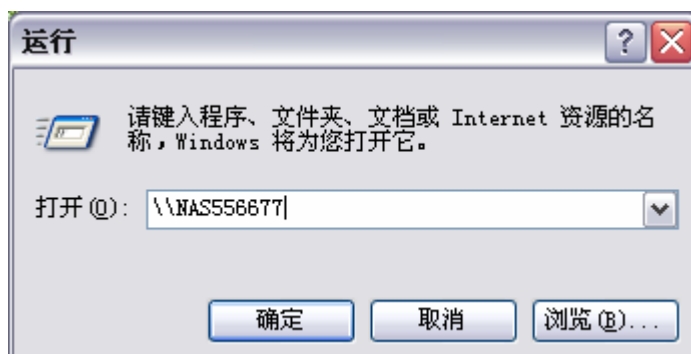 运行
请键入程序、文件夹、文档或 Internet 资源的名
称，Windows 将为您打开它。
打开(O): \\NAS556677
确定 取消 浏览(B)...